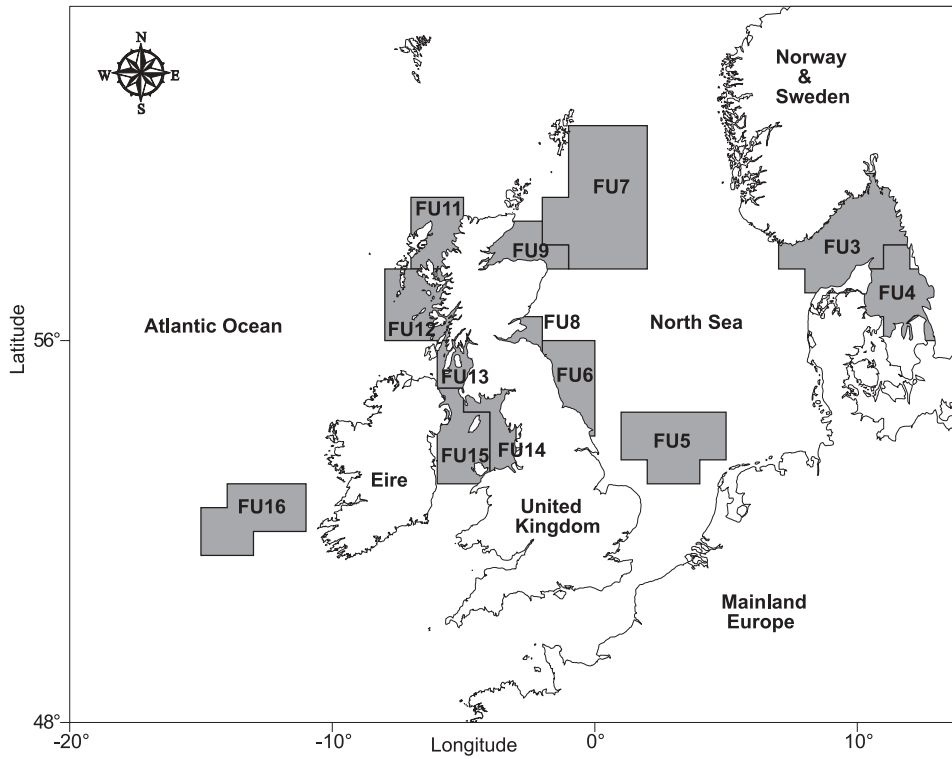 N
W
E
S
Norway
&
Sweden
FU7
FU11
FU9
FU3
FU4
Atlantic Ocean
FU12
FU8
North Sea
56°
Latitude
FU13
FU6
FU5
FU15
FU14
Eire
FU16
United
Kingdom
Mainland
Europe
48°
-20°
-10°
0°
10°
Longitude